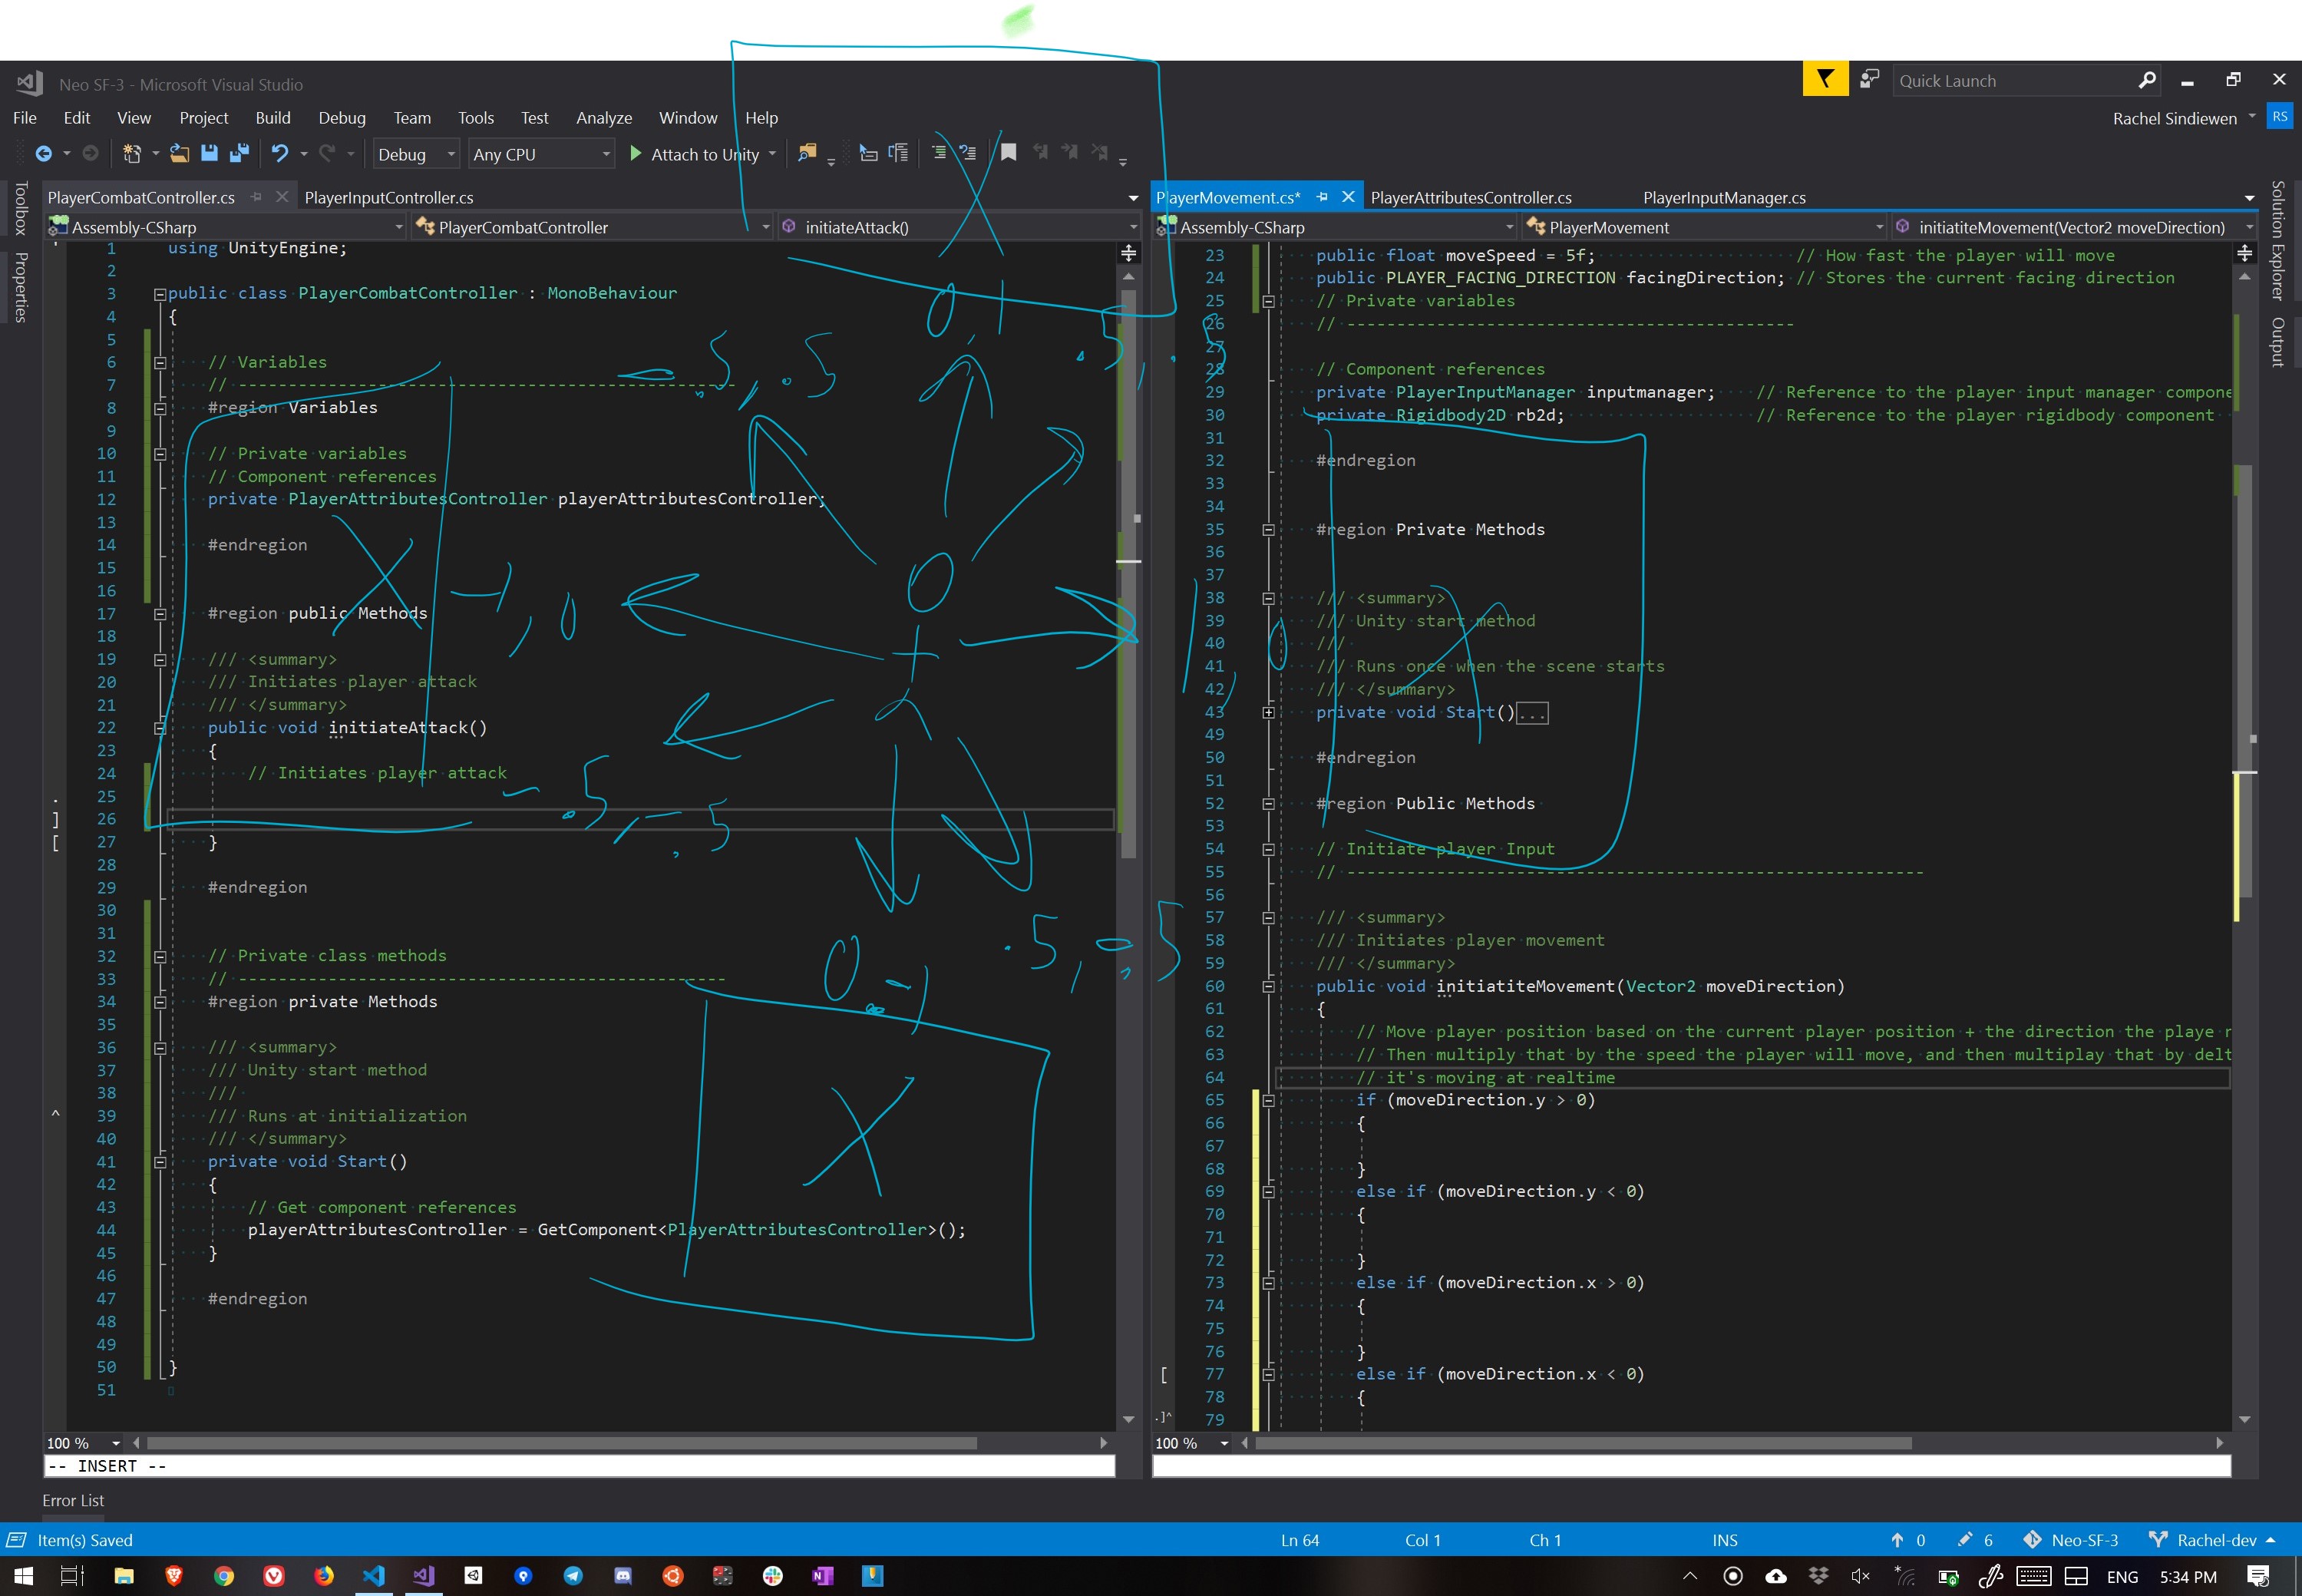 Neo SF-3 - Microsoft Visual Studio
Quick Launch
File Edit View Project Build Debug Team Tools Test Analyze Window Help
Rachel Sindiewen
RS
Debug Any CPU Attach to Unity
Toolbox
Properties
PlayerCombatController.cs PlayerInputController.cs
Assembly-CSharp PlayerCombatController initiateAttack()
1 using UnityEngine;
2
3 public class PlayerCombatController : MonoBehaviour
4 {
5
6 // Variables
7 // --------------------------------------------------
8 #region Variables
9
10 // Private variables
11 // Component references
12 private PlayerAttributesController playerAttributesController;
13
14 #endregion
15
16
17 #region public Methods
18
19 /// <summary>
20 /// Initiates player attack
21 /// </summary>
22 public void initiateAttack()
23 {
24 // Initiates player attack
25
26
27 }
28
29 #endregion
30
31
32 // Private class methods
33 // -------------------------------------------------
34 #region private Methods
35
36 /// <summary>
37 /// Unity start method
38 ///
39 /// Runs at initialization
40 /// </summary>
41 private void Start()
42 {
43 // Get component references
44 playerAttributesController = GetComponent<PlayerAttributesController>();
45 }
46
47 #endregion
48
49
50 }
51
100 %
-- INSERT --
PlayerMovement.cs* PlayerAttributesController.cs PlayerInputManager.cs
Assembly-CSharp PlayerMovement initiatiteMovement(Vector2 moveDirection)
23 public float moveSpeed = 5f; // How fast the player will move
24 public PLAYER_FACING_DIRECTION facingDirection; // Stores the current facing direction
25 // Private variables
26 // ---------------------------------------------
27
28 // Component references
29 private PlayerInputManager inputmanager; // Reference to the player input manager compone
30 private Rigidbody2D rb2d; // Reference to the player rigidbody component
31
32 #endregion
33
34
35 #region Private Methods
36
37
38 /// <summary>
39 /// Unity start method
40 ///
41 /// Runs once when the scene starts
42 /// </summary>
43 private void Start()...
49
50 #endregion
51
52 #region Public Methods
53
54 // Initiate player Input
55 // ----------------------------------------------------------
56
57 /// <summary>
58 /// Initiates player movement
59 /// </summary>
60 public void initiatiteMovement(Vector2 moveDirection)
61 {
62 // Move player position based on the current player position + the direction the playe r
63 // Then multiply that by the speed the player will move, and then multiplay that by delt
64 // it's moving at realtime
65 if (moveDirection.y > 0)
66 {
67
68 }
69 else if (moveDirection.y < 0)
70 {
71
72 }
73 else if (moveDirection.x > 0)
74 {
75
76 }
77 else if (moveDirection.x < 0)
78 {
79
100 %
Solution Explorer
Output
X
0, 1
-.5, .5
.5, .5
X
-1, 0
1, 0
X
-.5, -.5
0, -1
.5, -.5
X
Error List
Item(s) Saved Ln 64 Col 1 Ch 1 INS 0 6 Neo-SF-3 Rachel-dev
ENG 5:34 PM